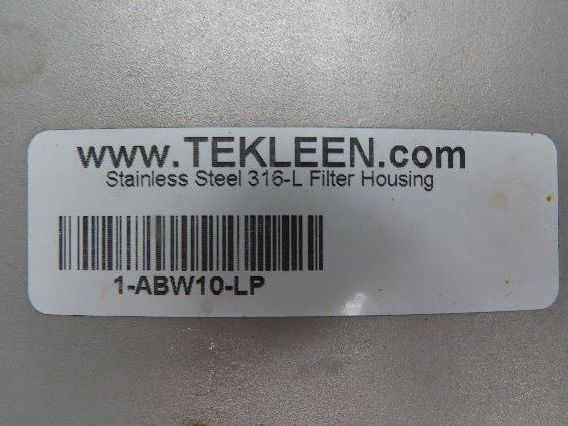 www.TEKLEEN.com
Stainless Steel 316-L Filter Housing
1-ABW10-LP